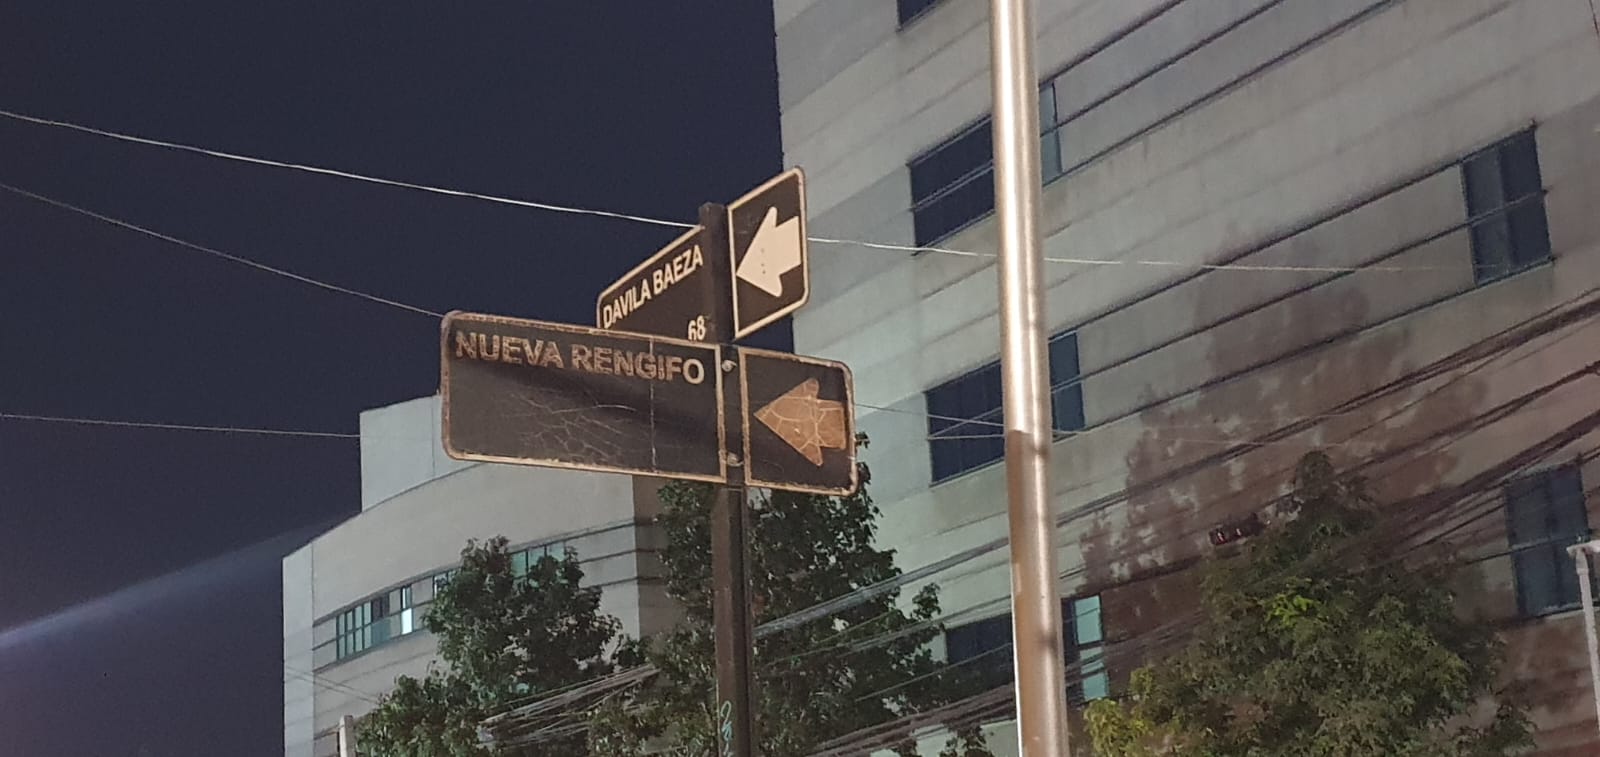 DAVILA BAEZA
68
NUEVA RENGIFO